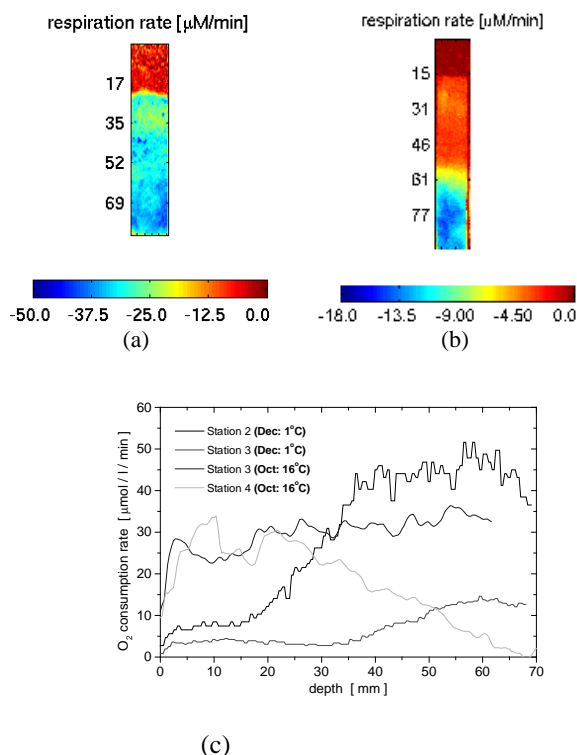 respiration rate [μM/min]
17
35
52
69
-50.0 -37.5 -25.0 -12.5 0.0
(a)
respiration rate [μM/min]
15
31
46
61
77
-18.0 -13.5 -9.00 -4.50 0.0
(b)
O2 consumption rate [ μmol / l / min ]
60
50
40
30
20
10
0
Station 2 (Dec: 1°C)
Station 3 (Dec: 1°C)
Station 3 (Oct: 16°C)
Station 4 (Oct: 16°C)
0 10 20 30 40 50 60 70
depth [ mm ]
(c)